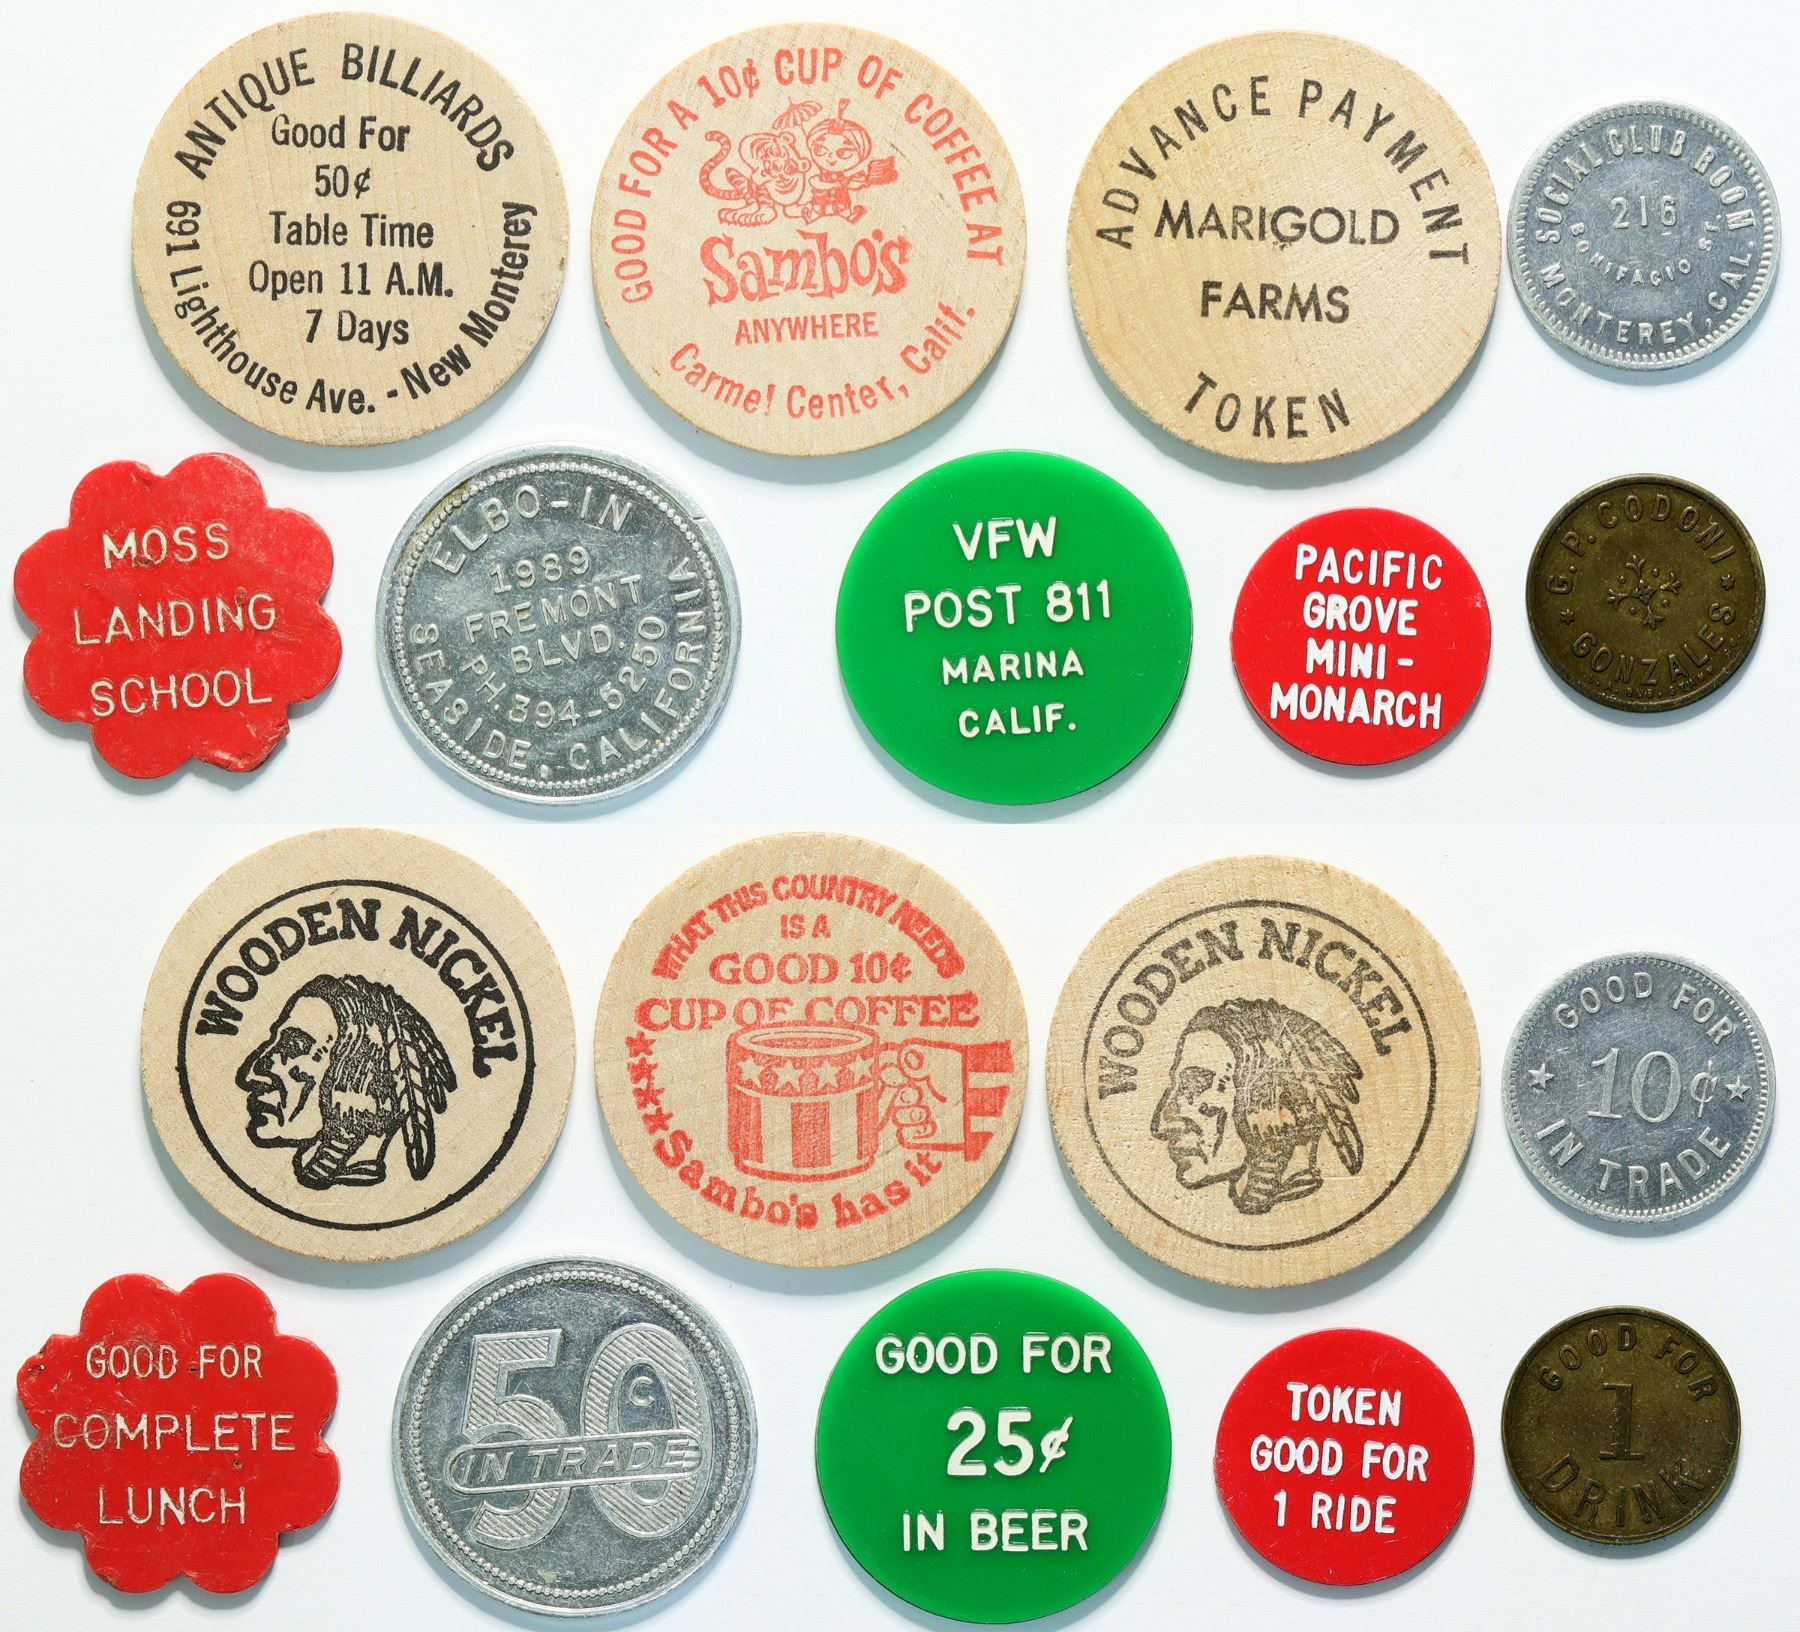 ANTIQUE BILLIARDS
Good For
50¢
Table Time
Open 11 A.M.
7 Days
691 Lighthouse Ave. - New Monterey
GOOD FOR A 10¢ CUP OF COFFEE AT
Sambo's
ANYWHERE
Carmel Center, Calif.
ADVANCE PAYMENT
MARIGOLD
FARMS
TOKEN
SOCIAL CLUB ROOM
216
BONIFACIO ST.
MONTEREY, CAL.
MOSS
LANDING
SCHOOL
ELBO-IN
1989
FREMONT
BLVD.
PH. 394-5250
SEASIDE, CALIFORNIA
VFW
POST 811
MARINA
CALIF.
PACIFIC
GROVE
MINI-
MONARCH
G. P. CODONI
GONZALES
WOODEN NICKEL
WHAT THIS COUNTRY NEEDS
IS A
GOOD 10¢
CUP OF COFFEE
Sambo's has it
WOODEN NICKEL
GOOD FOR
10¢
IN TRADE
GOOD FOR
COMPLETE
LUNCH
50 C
IN TRADE
GOOD FOR
25¢
IN BEER
TOKEN
GOOD FOR
1 RIDE
GOOD FOR
1
DRINK